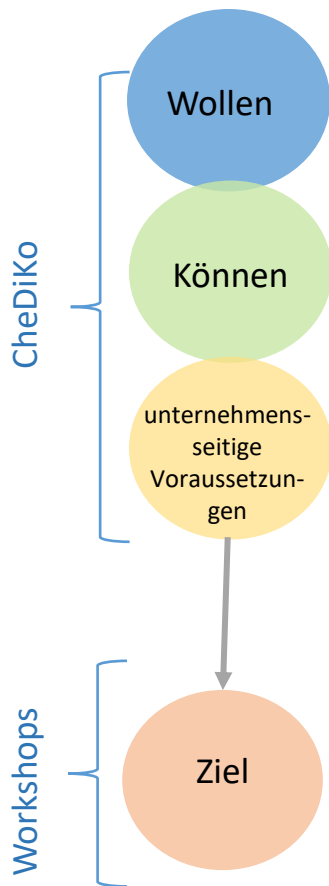 Wollen
Können
unternehmens-
seitige
Voraussetzun-
gen
CheDiKo
Ziel
Workshops